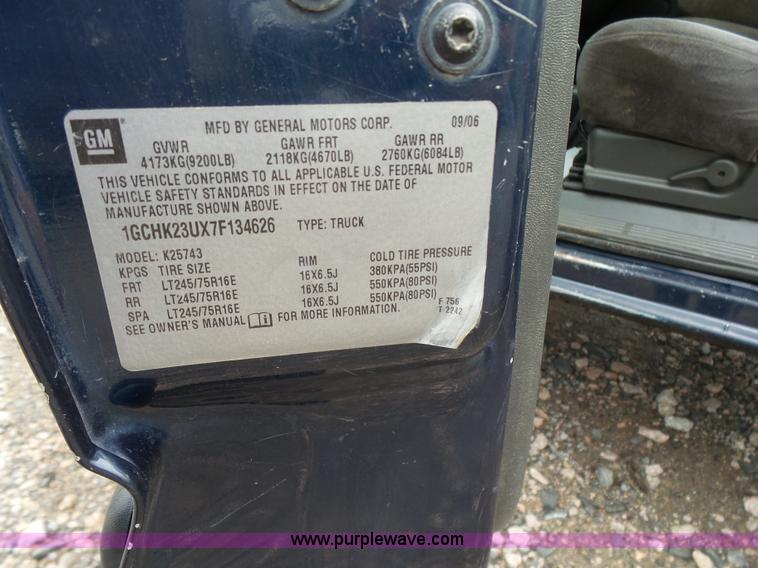 GM
MFD BY GENERAL MOTORS CORP. 09/06
GVWR GAWR FRT GAWR RR
4173KG(9200LB) 2118KG(4670LB) 2760KG(6084LB)
THIS VEHICLE CONFORMS TO ALL APPLICABLE U.S. FEDERAL MOTOR
VEHICLE SAFETY STANDARDS IN EFFECT ON THE DATE OF
MANUFACTURE SHOWN ABOVE.
1GCHK23UX7F134626 TYPE: TRUCK
MODEL: K25743
KPGS TIRE SIZE RIM COLD TIRE PRESSURE
FRT LT245/75R16E 16X6.5J 380KPA(55PSI)
RR LT245/75R16E 16X6.5J 550KPA(80PSI)
SPA LT245/75R16E 16X6.5J 550KPA(80PSI)
SEE OWNER'S MANUAL FOR MORE INFORMATION.
F 756
T 2242
www.purplewave.com